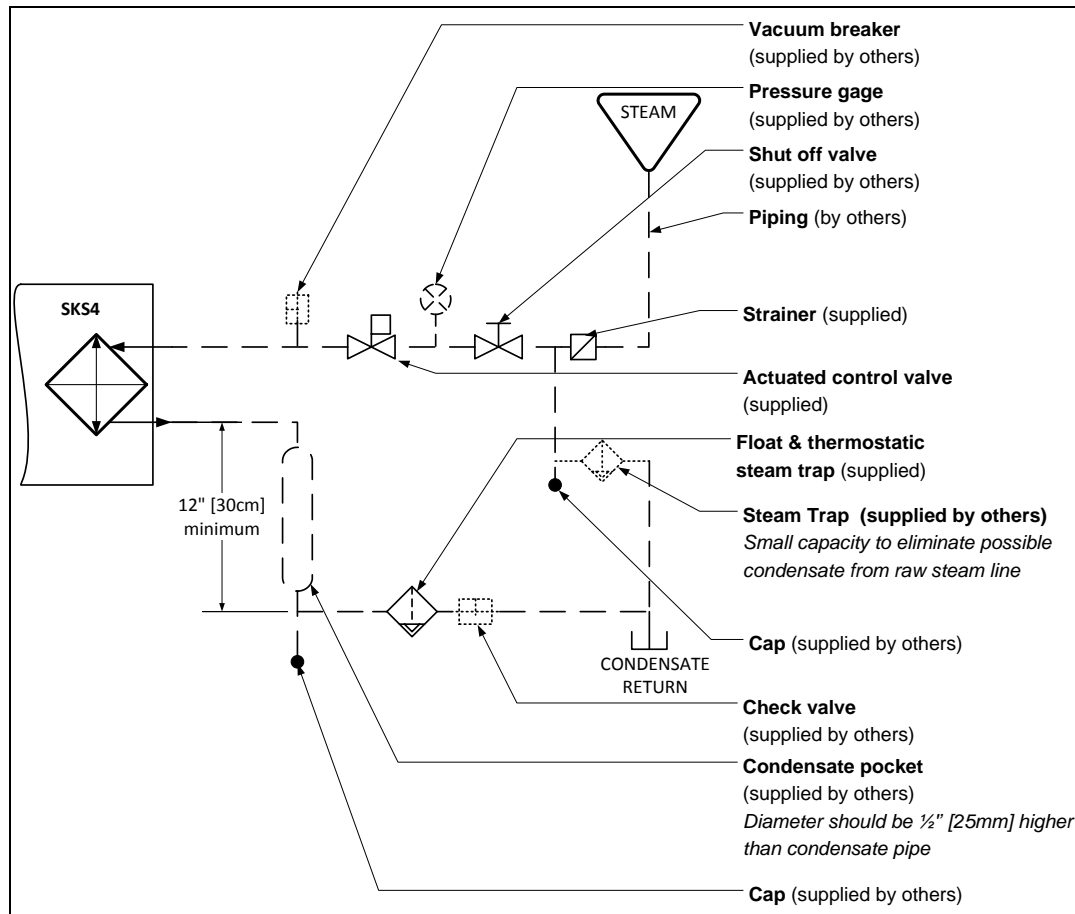 Vacuum breaker
(supplied by others)
Pressure gage
(supplied by others)
STEAM
Shut off valve
(supplied by others)
Piping (by others)
SKS4
Strainer (supplied)
Actuated control valve
(supplied)
Float & thermostatic
steam trap (supplied)
12" [30cm]
minimum
Steam Trap (supplied by others)
Small capacity to eliminate possible
condensate from raw steam line
Cap (supplied by others)
CONDENSATE
RETURN
Check valve
(supplied by others)
Condensate pocket
(supplied by others)
Diameter should be ½" [25mm] higher
than condensate pipe
Cap (supplied by others)